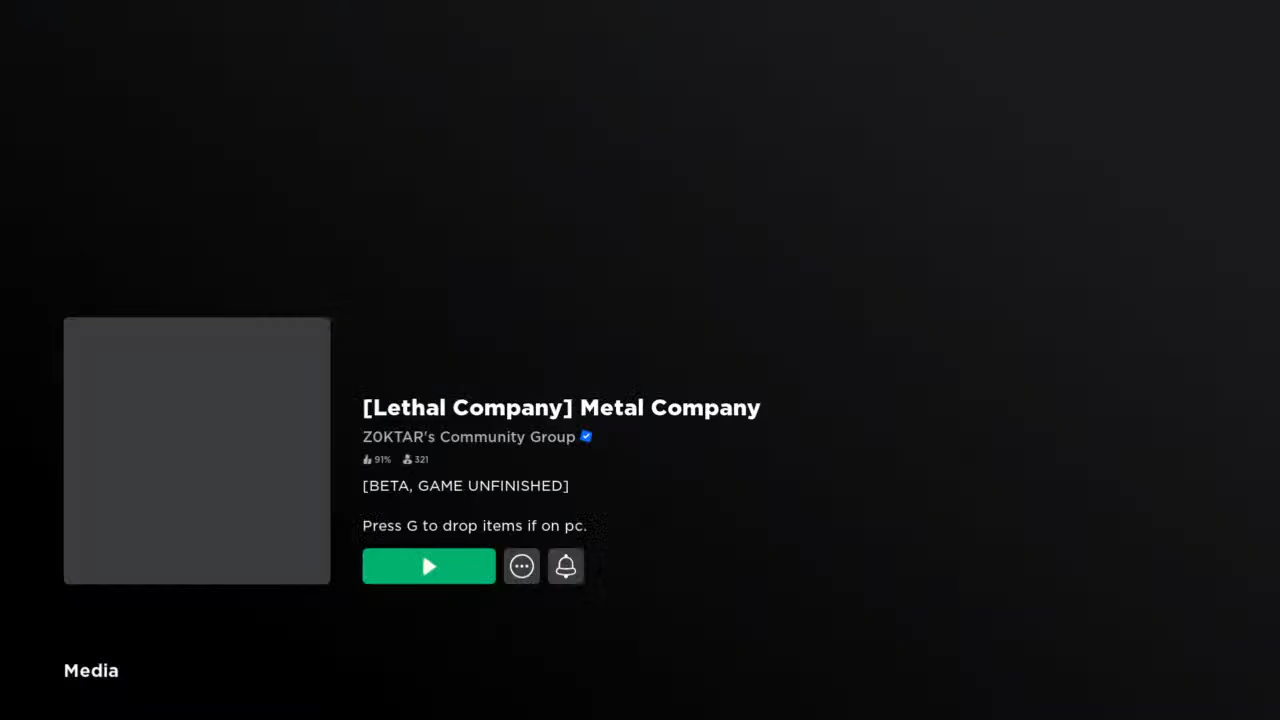 [Lethal Company] Metal Company
Z0KTAR's Community Group
91% 321
[BETA, GAME UNFINISHED]
Press G to drop items if on pc.
Media